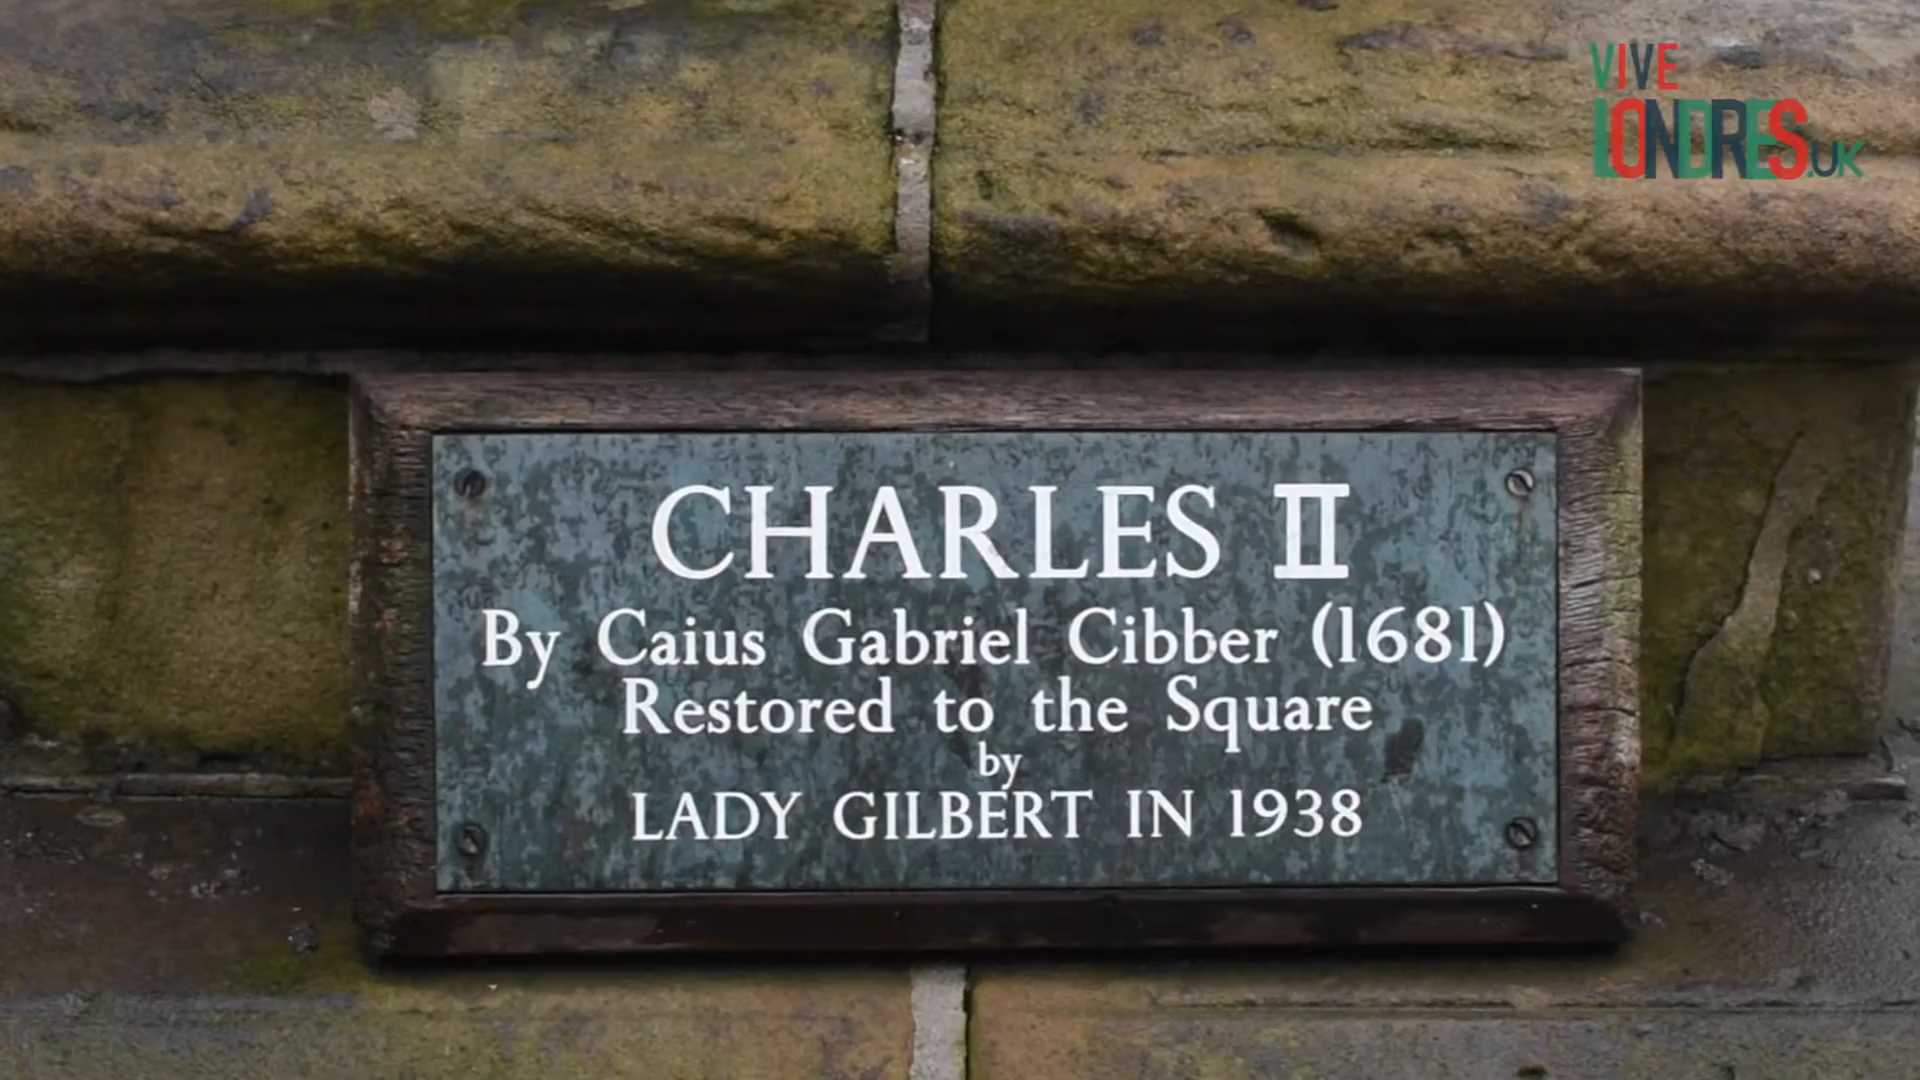 VIVE
LONDRES.UK
CHARLES II
By Caius Gabriel Cibber (1681)
Restored to the Square
by
LADY GILBERT IN 1938